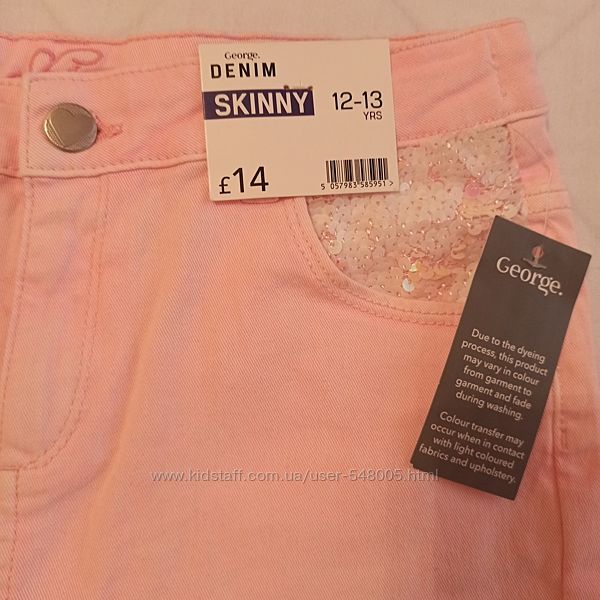 George.
DENIM
SKINNY
12-13
YRS
£14
5 057983 585951 >
George.
Due to the dyeing
process, this product
may vary in colour
from garment to
garment and fade
during washing.
Colour transfer may
occur when in contact
with light coloured
fabrics and upholstery.
www.kidstaff.com.ua/user-548005.html